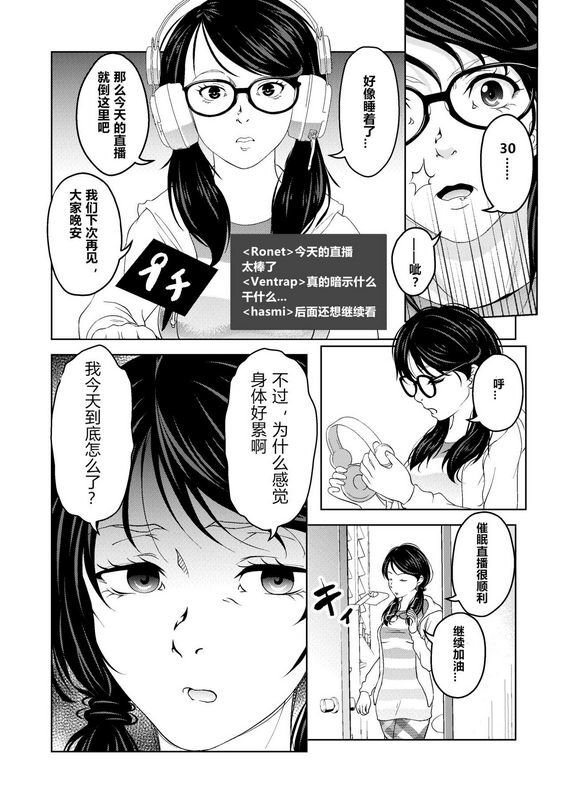 30
……
——呲？
好像睡着了…
那么今天的直播
就倒这里吧
我们下次再见，
大家晚安
<Ronet>今天的直播
太棒了
<Ventrap>真的暗示什么
干什么…
<hasmi>后面还想继续看
呼…
不过，为什么感觉
身体好累啊
我今天到底怎么了？
催眠直播很顺利
继续加油…
キィ